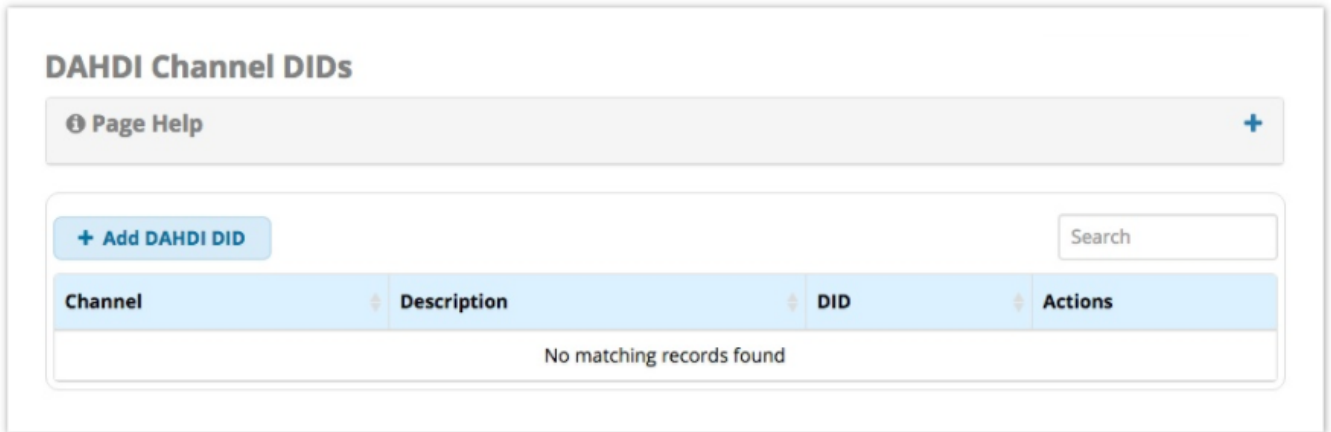 DAHDI Channel DIDs
Page Help
+ Add DAHDI DID
Search
Channel Description DID Actions
No matching records found